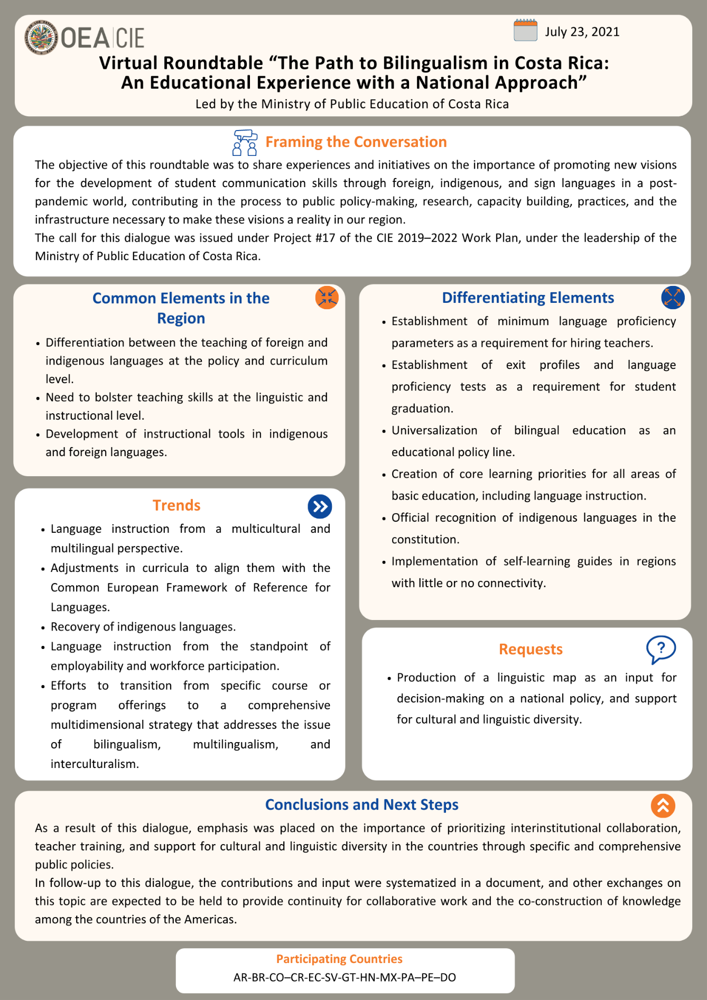 OEA|CIE
July 23, 2021
Virtual Roundtable “The Path to Bilingualism in Costa Rica:
An Educational Experience with a National Approach”
Led by the Ministry of Public Education of Costa Rica
Framing the Conversation
The objective of this roundtable was to share experiences and initiatives on the importance of promoting new visions
for the development of student communication skills through foreign, indigenous, and sign languages in a post-
pandemic world, contributing in the process to public policy-making, research, capacity building, practices, and the
infrastructure necessary to make these visions a reality in our region.
The call for this dialogue was issued under Project #17 of the CIE 2019–2022 Work Plan, under the leadership of the
Ministry of Public Education of Costa Rica.
Common Elements in the
Region
• Differentiation between the teaching of foreign and
indigenous languages at the policy and curriculum
level.
• Need to bolster teaching skills at the linguistic and
instructional level.
• Development of instructional tools in indigenous
and foreign languages.
Trends
• Language instruction from a multicultural and
multilingual perspective.
• Adjustments in curricula to align them with the
Common European Framework of Reference for
Languages.
• Recovery of indigenous languages.
• Language instruction from the standpoint of
employability and workforce participation.
• Efforts to transition from specific course or
program offerings to a comprehensive
multidimensional strategy that addresses the issue
of bilingualism, multilingualism, and
interculturalism.
Differentiating Elements
• Establishment of minimum language proficiency
parameters as a requirement for hiring teachers.
• Establishment of exit profiles and language
proficiency tests as a requirement for student
graduation.
• Universalization of bilingual education as an
educational policy line.
• Creation of core learning priorities for all areas of
basic education, including language instruction.
• Official recognition of indigenous languages in the
constitution.
• Implementation of self-learning guides in regions
with little or no connectivity.
Requests
?
• Production of a linguistic map as an input for
decision-making on a national policy, and support
for cultural and linguistic diversity.
Conclusions and Next Steps
As a result of this dialogue, emphasis was placed on the importance of prioritizing interinstitutional collaboration,
teacher training, and support for cultural and linguistic diversity in the countries through specific and comprehensive
public policies.
In follow-up to this dialogue, the contributions and input were systematized in a document, and other exchanges on
this topic are expected to be held to provide continuity for collaborative work and the co-construction of knowledge
among the countries of the Americas.
Participating Countries
AR-BR-CO–CR-EC-SV-GT-HN-MX-PA–PE–DO